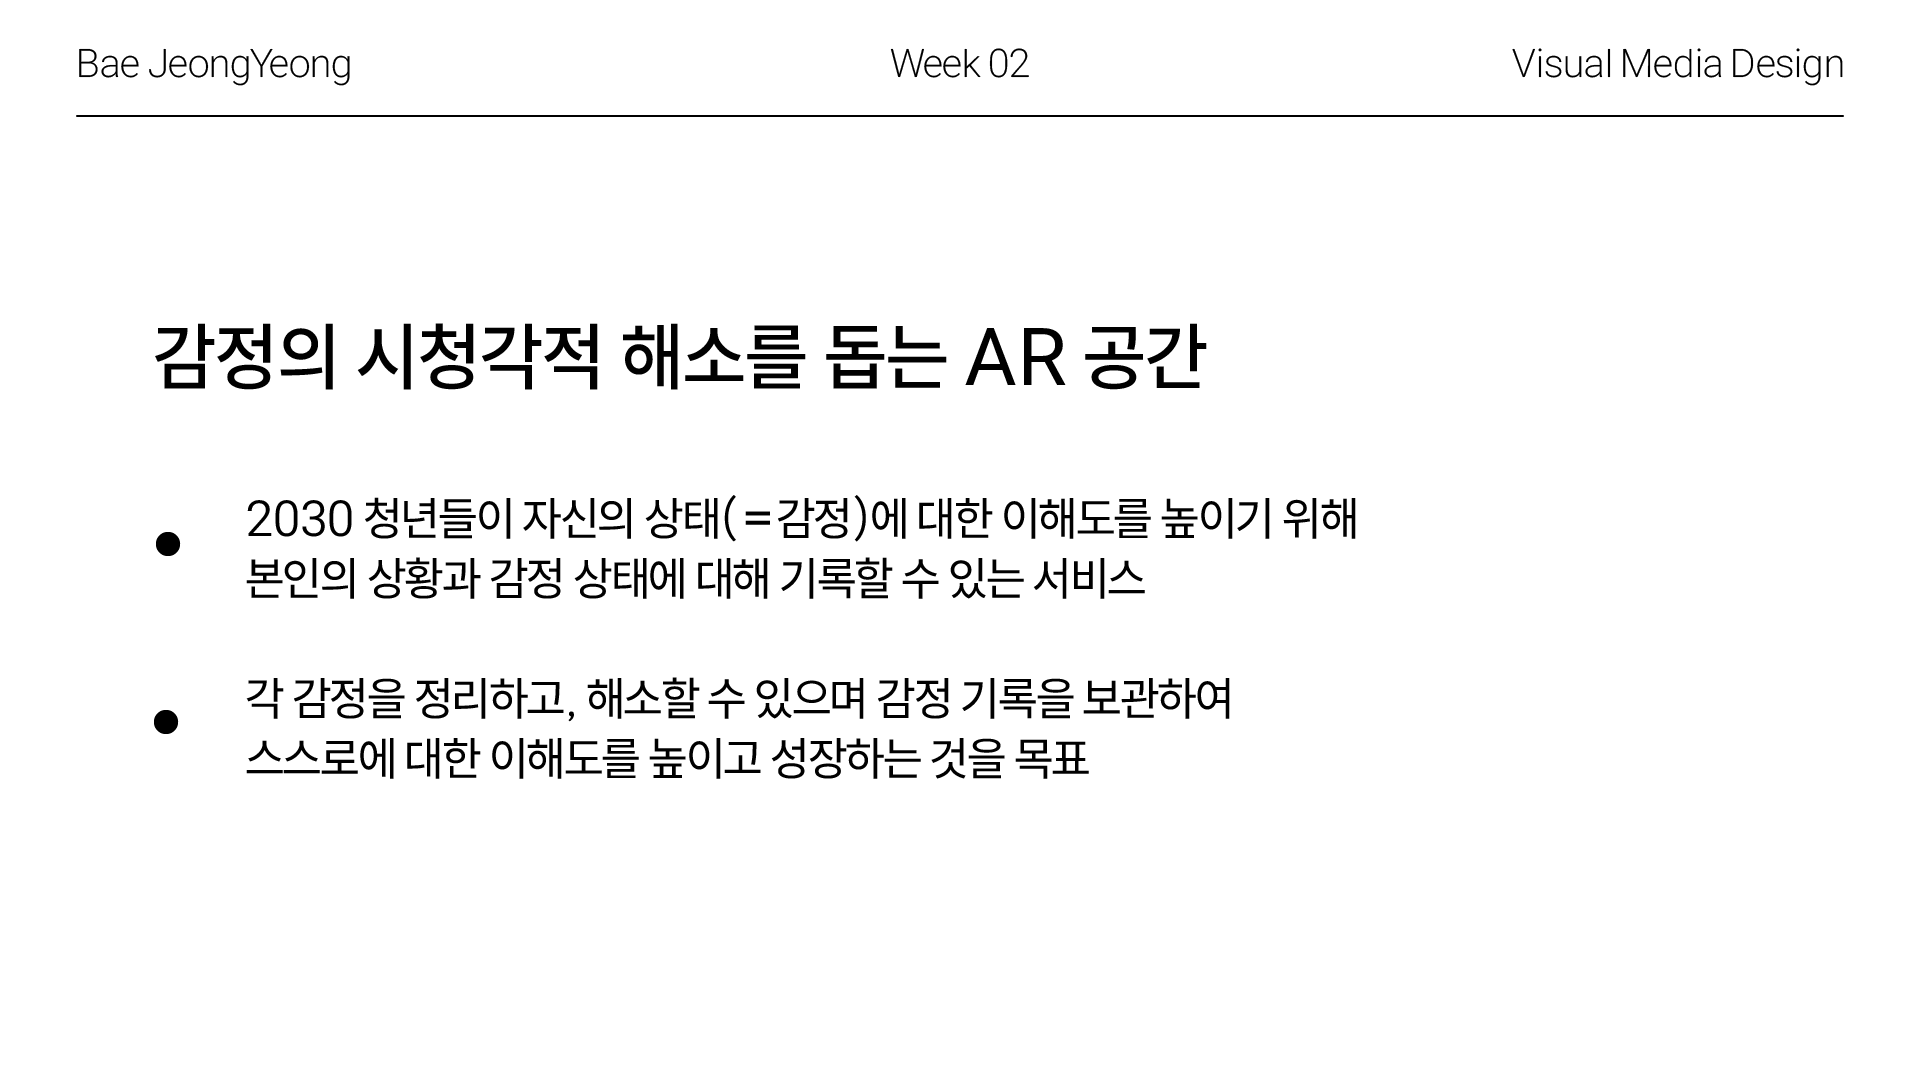 Bae JeongYeong
Week 02
Visual Media Design
감정의 시청각적 해소를 돕는 AR 공간
● 2030 청년들이 자신의 상태(=감정)에 대한 이해도를 높이기 위해
본인의 상황과 감정 상태에 대해 기록할 수 있는 서비스
● 각 감정을 정리하고, 해소할 수 있으며 감정 기록을 보관하여
스스로에 대한 이해도를 높이고 성장하는 것을 목표